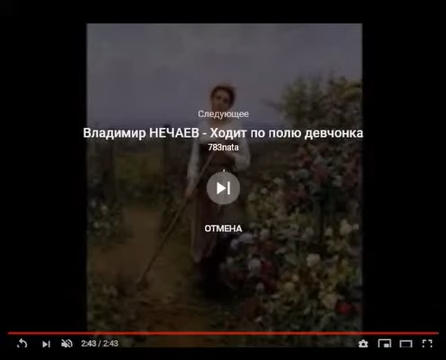 Следующее
Владимир НЕЧАЕВ - Ходит по полю девчонка
783nata
ОТМЕНА
2:43 / 2:43